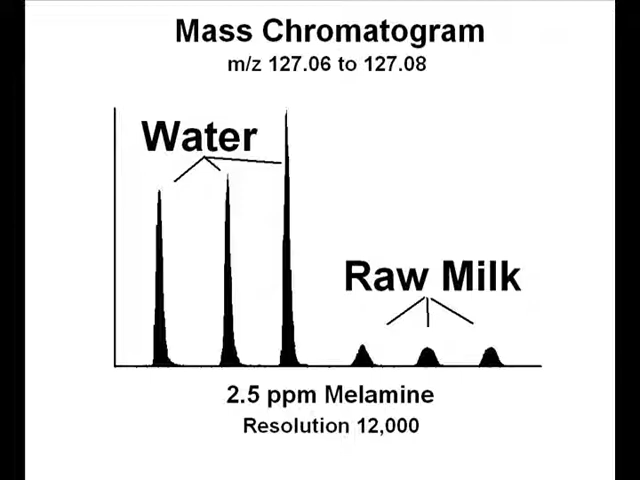 Mass Chromatogram
m/z 127.06 to 127.08
Water
Raw Milk
2.5 ppm Melamine
Resolution 12,000